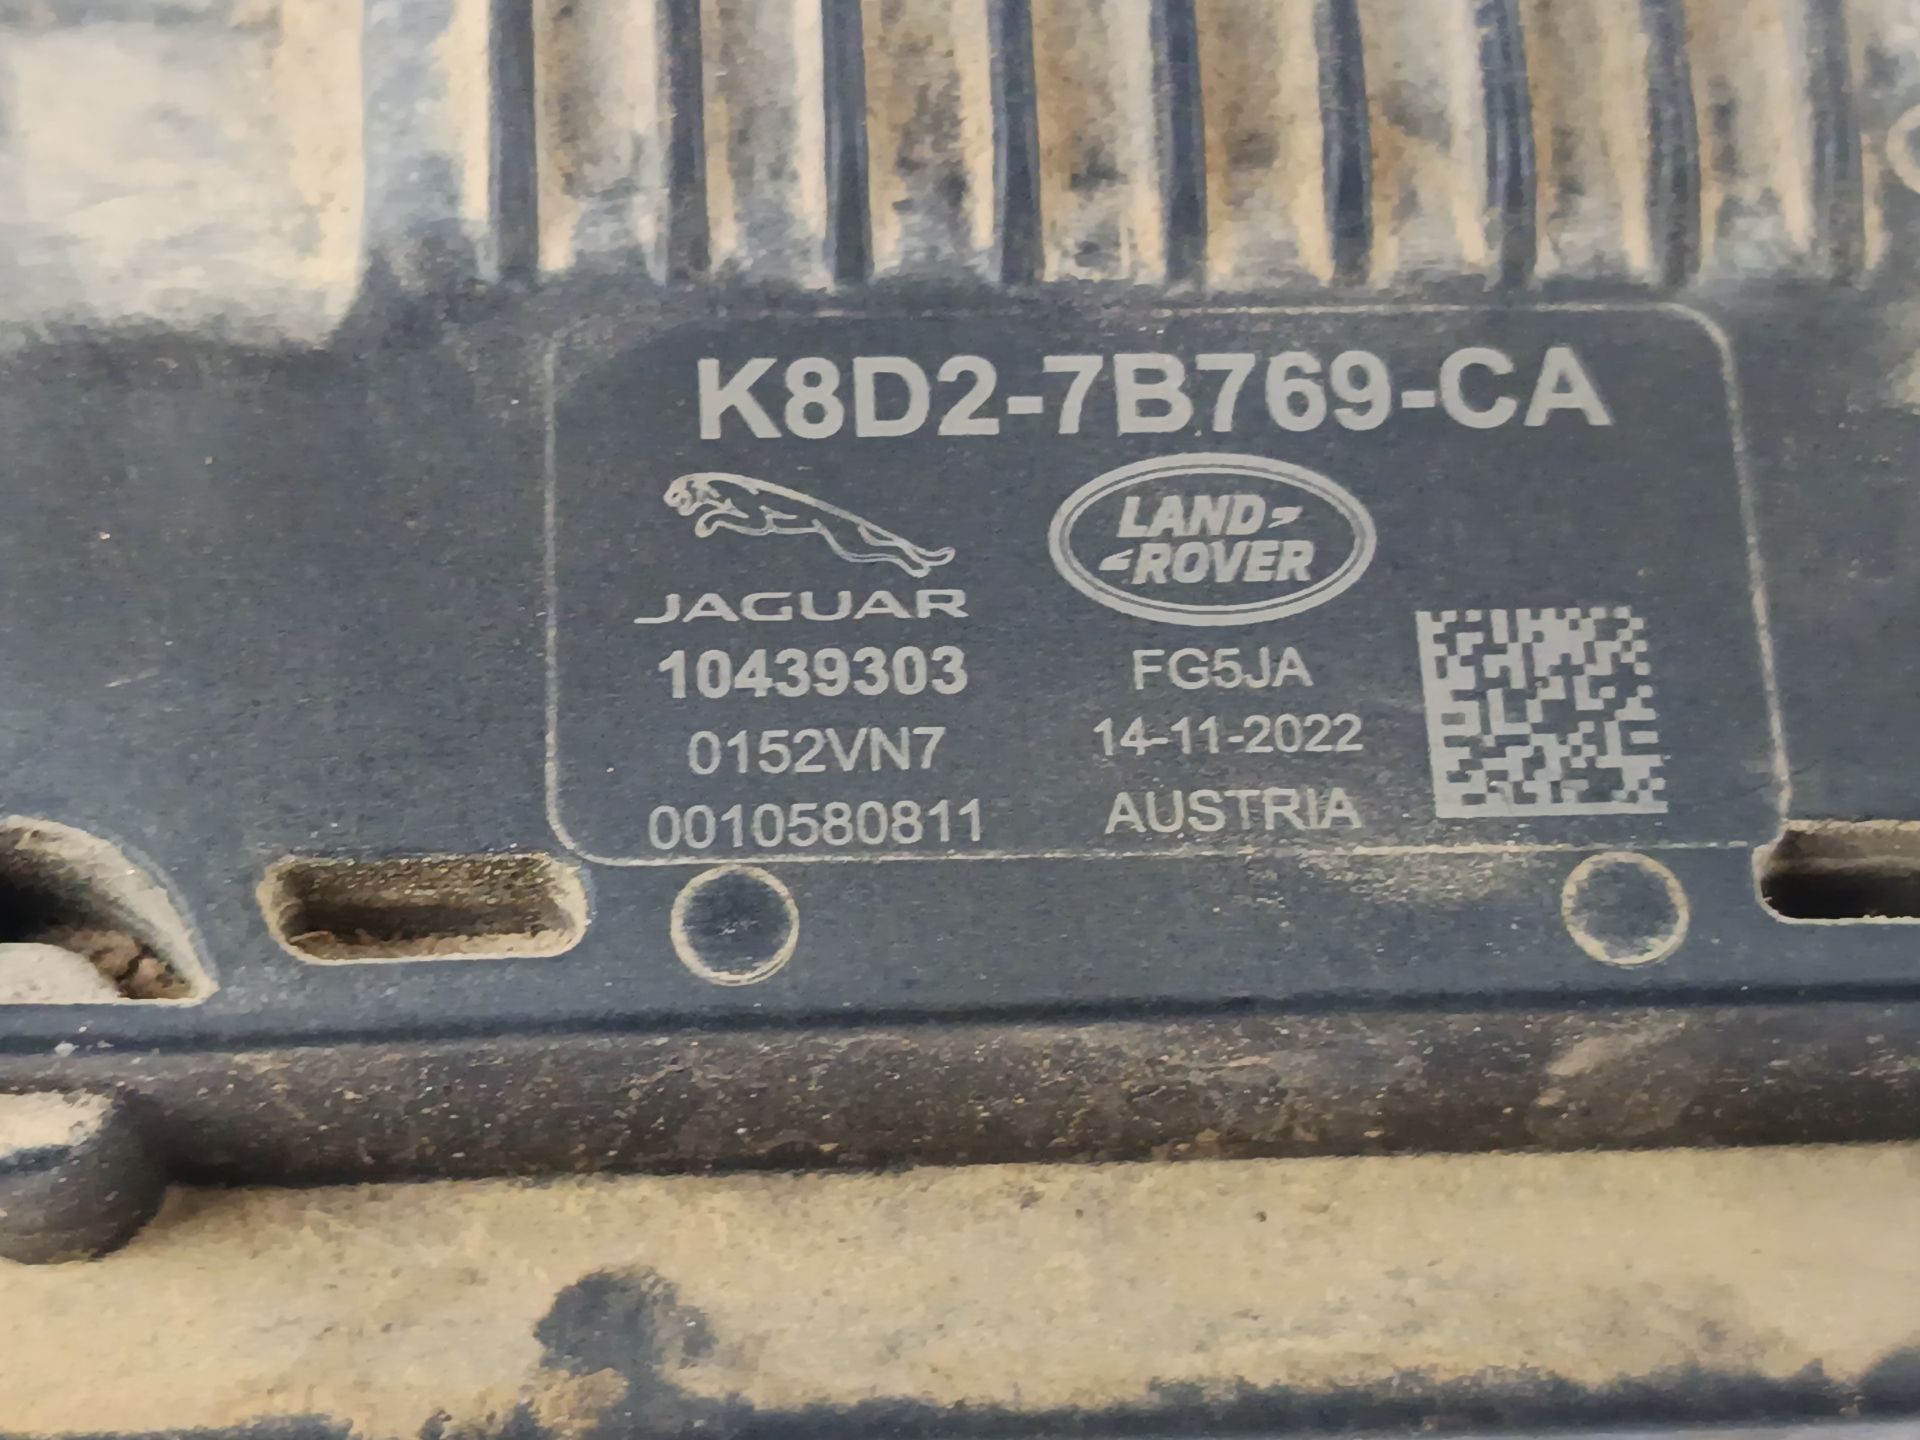 K8D2-7B769-CA
JAGUAR
LAND
ROVER
10439303
0152VN7
0010580811
FG5JA
14-11-2022
AUSTRIA